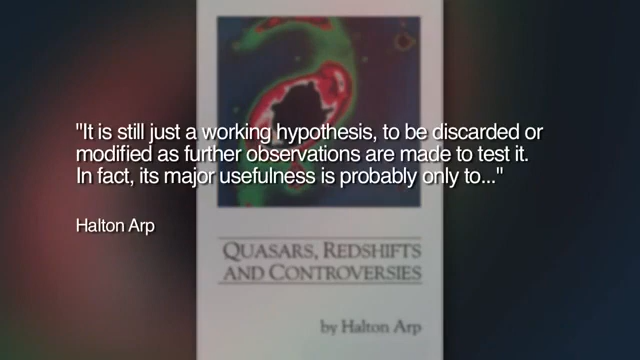 "It is still just a working hypothesis, to be discarded or
modified as further observations are made to test it.
In fact, its major usefulness is probably only to..."
Halton Arp
QUASARS, REDSHIFTS
AND CONTROVERSIES
by Halton Arp